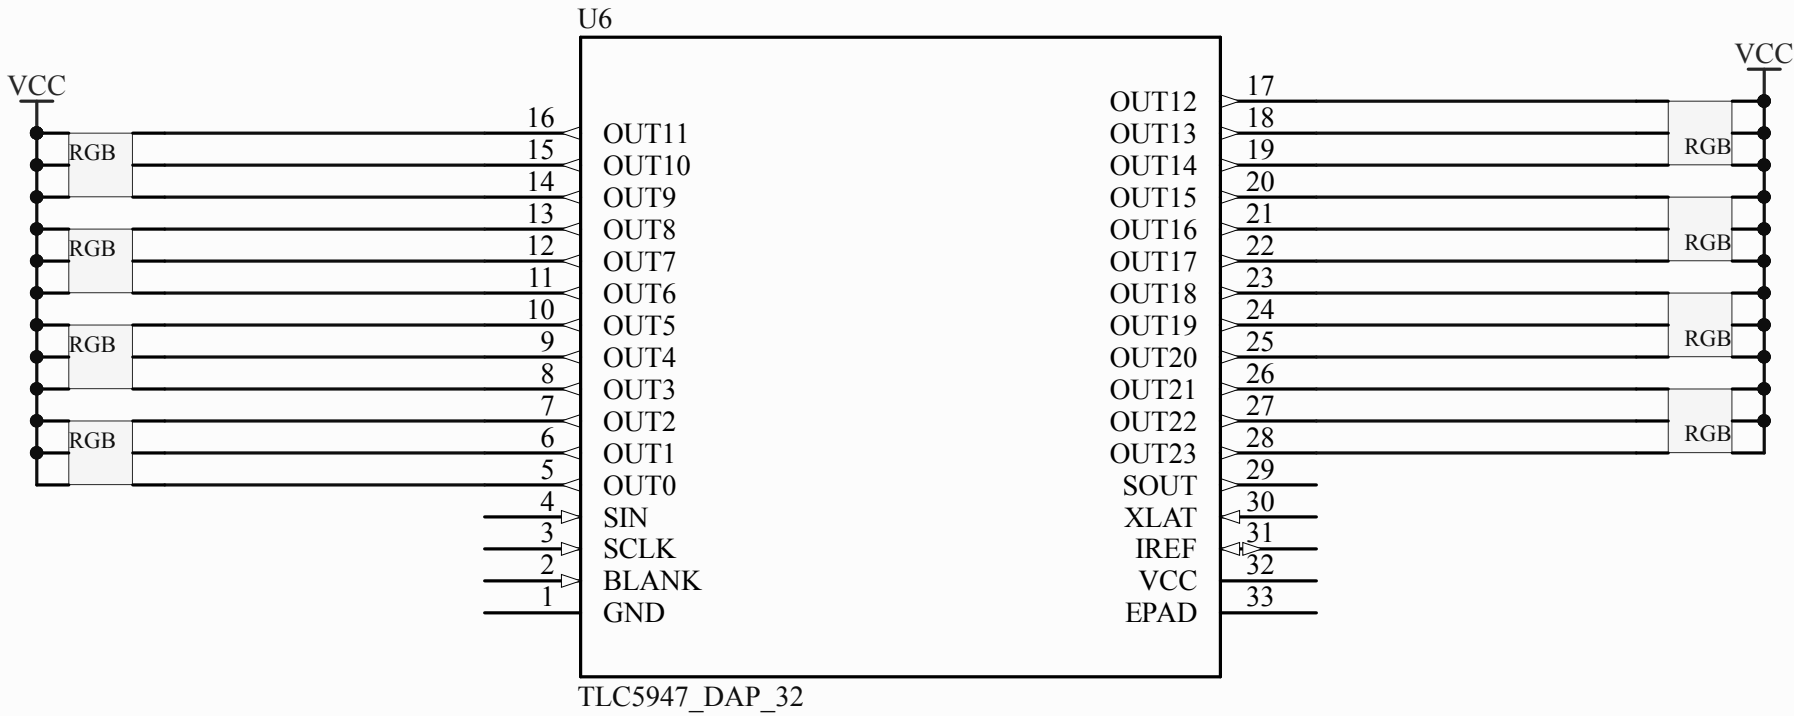 U6
VCC
16
15
14
13
12
11
10
9
8
7
6
5
4
3
2
1
RGB
RGB
RGB
RGB
OUT11
OUT10
OUT9
OUT8
OUT7
OUT6
OUT5
OUT4
OUT3
OUT2
OUT1
OUT0
SIN
SCLK
BLANK
GND
OUT12
OUT13
OUT14
OUT15
OUT16
OUT17
OUT18
OUT19
OUT20
OUT21
OUT22
OUT23
SOUT
XLAT
IREF
VCC
EPAD
17
18
19
20
21
22
23
24
25
26
27
28
29
30
31
32
33
VCC
RGB
RGB
RGB
RGB
TLC5947_DAP_32